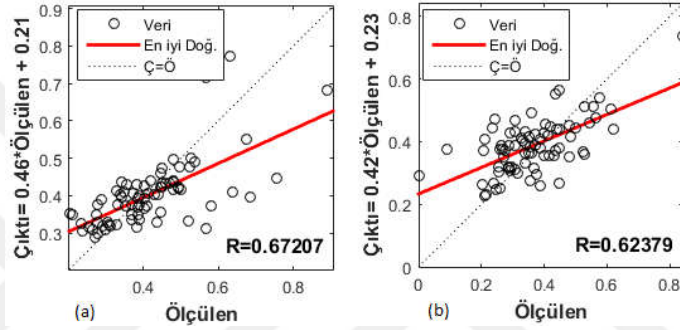 Çıktı= 0.46*Ölçülen + 0.21
0.9
0.8
0.7
0.6
0.5
0.4
0.3
Veri
En iyi Doğ.
Ç=Ö
R=0.67207
0.4
0.6
0.8
(a)
Ölçülen
Çıktı= 0.42*Ölçülen + 0.23
0.8
0.6
0.4
0.2
0
Veri
En iyi Doğ.
Ç=Ö
R=0.62379
0
0.2
0.4
0.6
0.8
(b)
Ölçülen